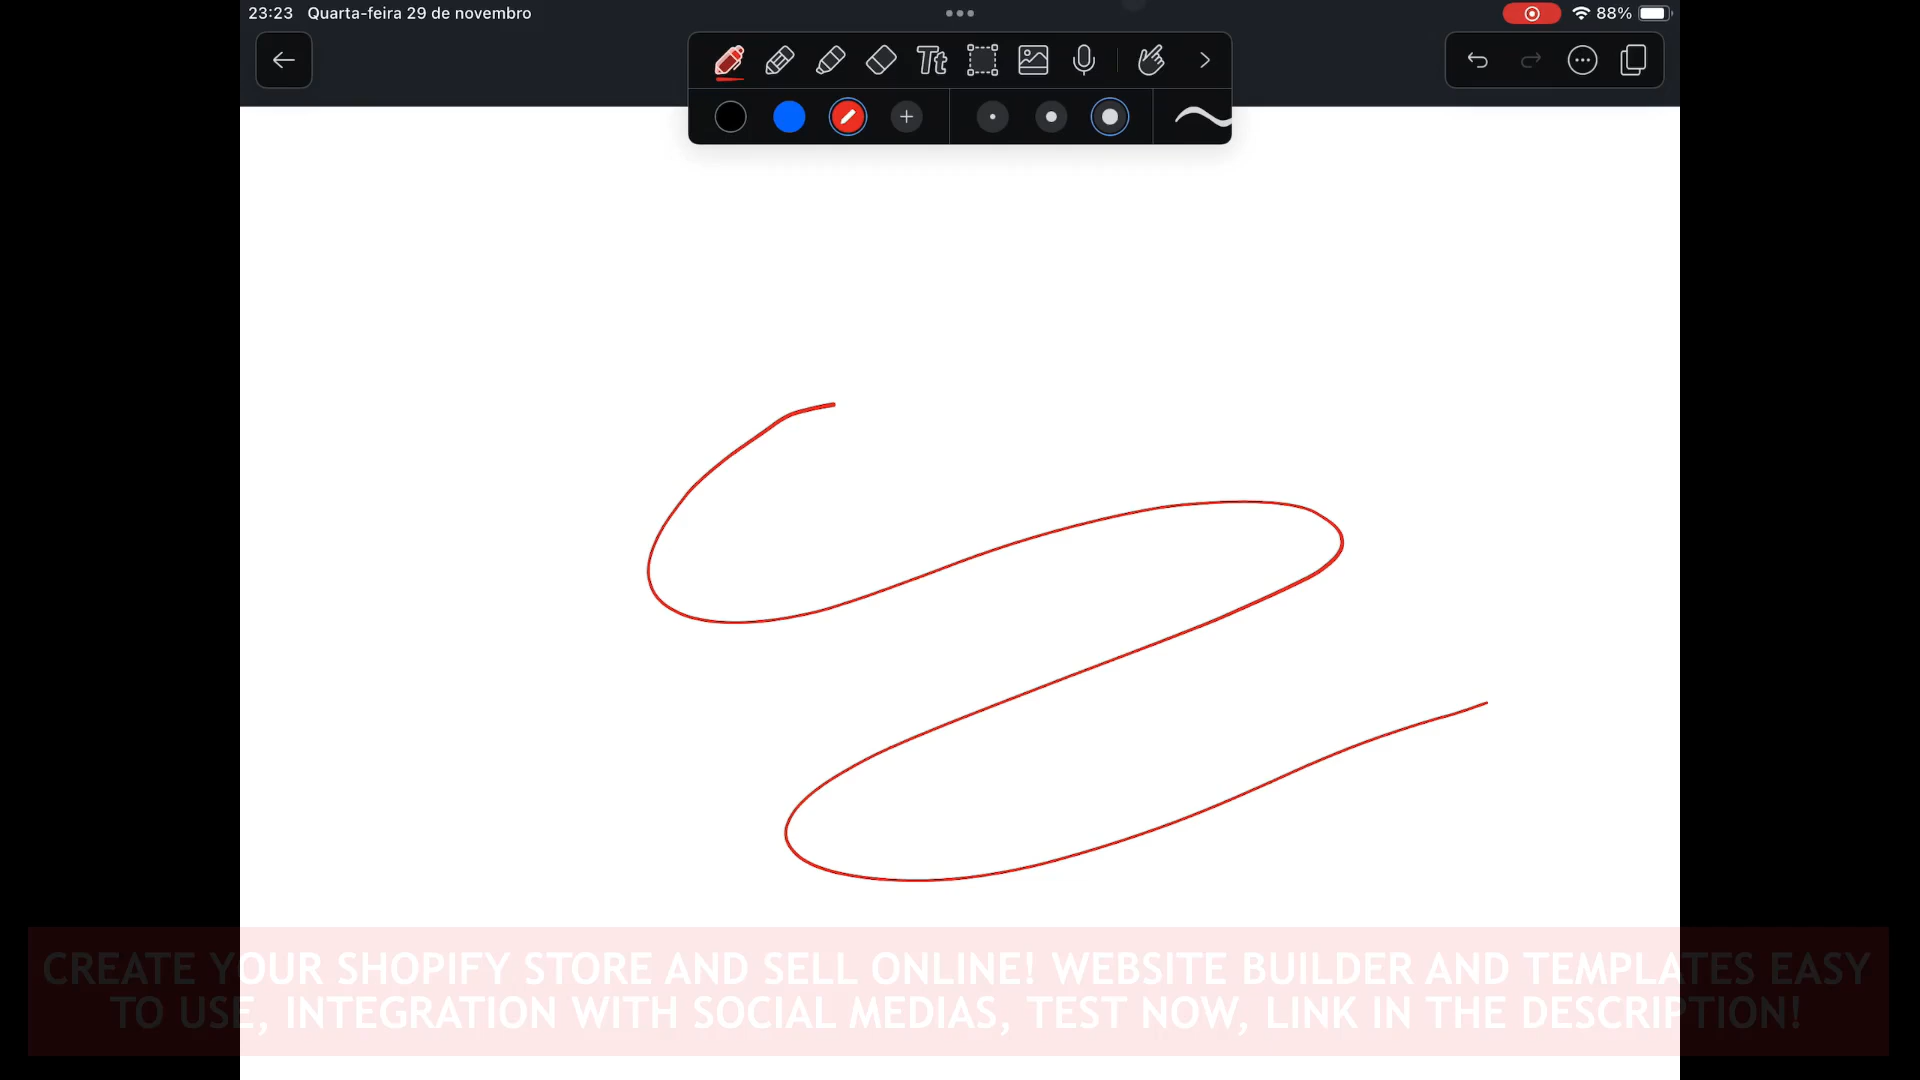 23:23 Quarta-feira 29 de novembro
88%
Tt
CREATE YOUR SHOPIFY STORE AND SELL ONLINE! WEBSITE BUILDER AND TEMPLATES EASY
TO USE, INTEGRATION WITH SOCIAL MEDIAS, TEST NOW, LINK IN THE DESCRIPTION!